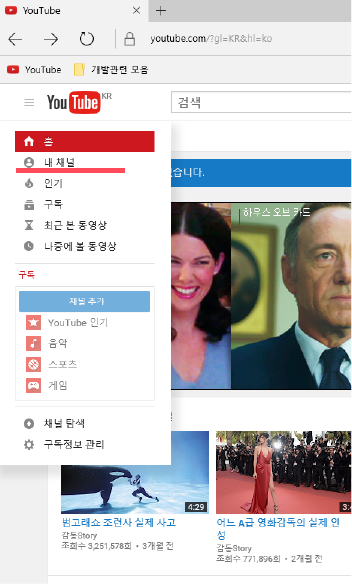 YouTube
youtube.com/?gl=KR&hl=ko
YouTube 개발관련 모음
YouTube KR
검색
홈
내 채널
인기
구독
최근 본 동영상
나중에 볼 동영상
없습니다.
하우스 오브 카드
구독
채널 추가
YouTube 인기
음악
스포츠
게임
채널 탐색
구독정보 관리
4:29
범고래쇼 조련사 실제 사고
감동Story
조회수 3,251,578회 • 3개월 전
어느 A급 영화감독의 실제 인
성
감동Story
조회수 771,896회 • 2개월 전